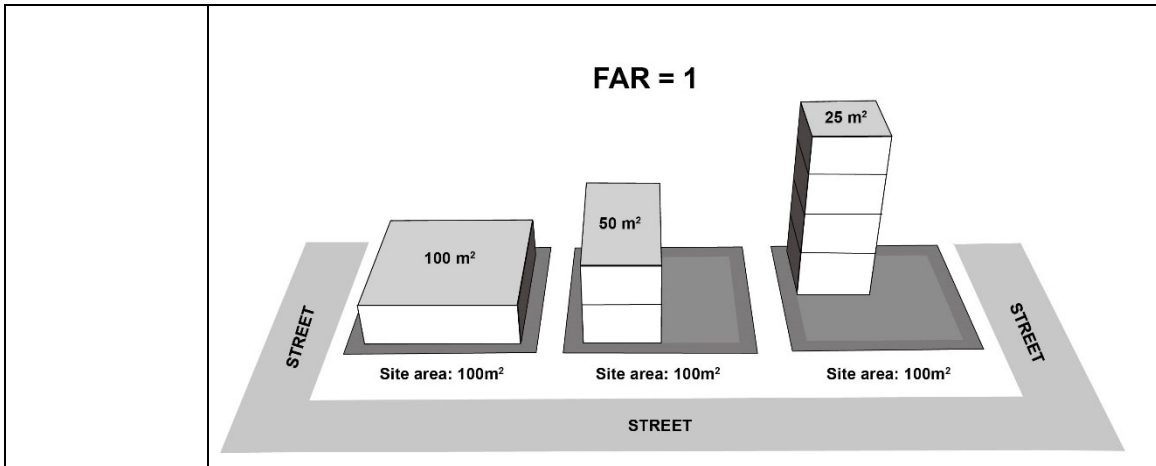 FAR = 1
25 m²
50 m²
100 m²
STREET
STREET
Site area: 100m²
Site area: 100m²
Site area: 100m²
STREET